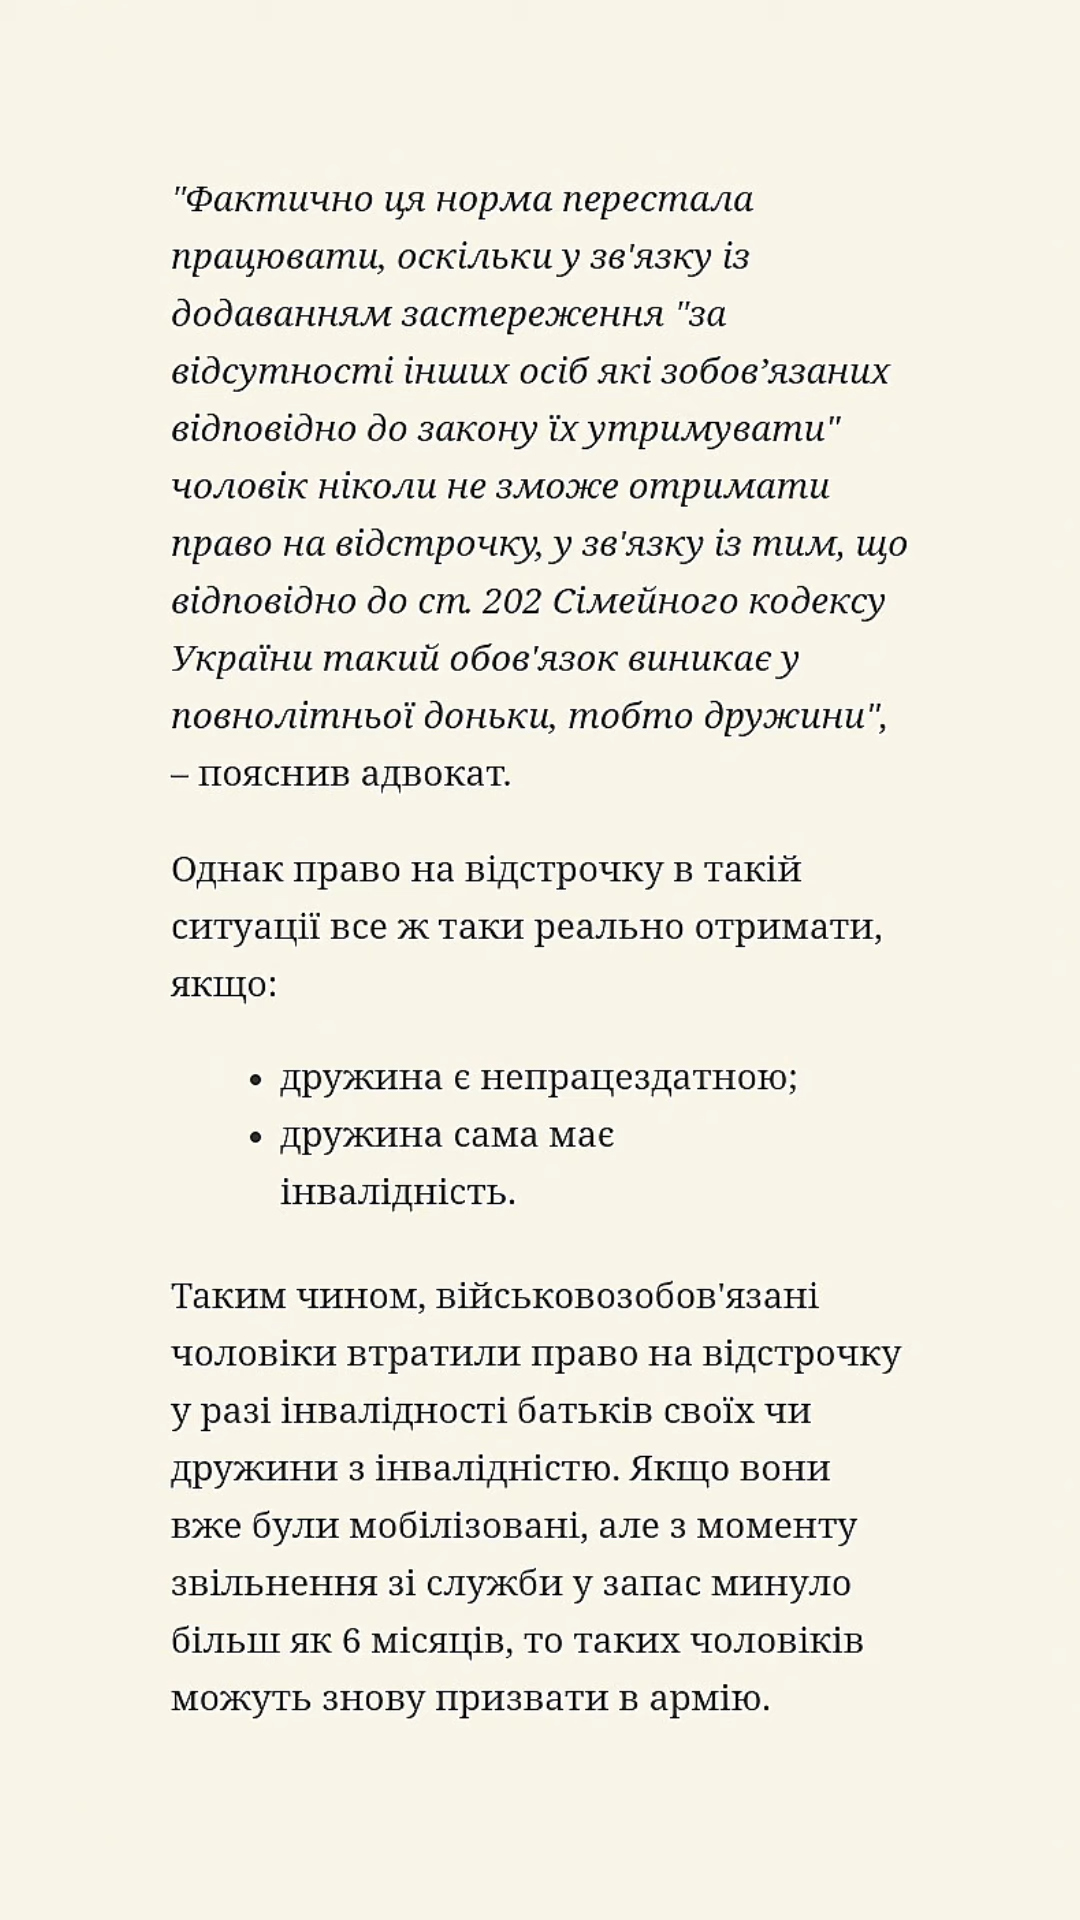 "Фактично ця норма перестала
працювати, оскільки у зв'язку із
додаванням застереження "за
відсутності інших осіб які зобов’язаних
відповідно до закону їх утримувати"
чоловік ніколи не зможе отримати
право на відстрочку, у зв'язку із тим, що
відповідно до ст. 202 Сімейного кодексу
України такий обов'язок виникає у
повнолітньої доньки, тобто дружини",
– пояснив адвокат.
Однак право на відстрочку в такій
ситуації все ж таки реально отримати,
якщо:
• дружина є непрацездатною;
• дружина сама має
інвалідність.
Таким чином, військовозобов'язані
чоловіки втратили право на відстрочку
у разі інвалідності батьків своїх чи
дружини з інвалідністю. Якщо вони
вже були мобілізовані, але з моменту
звільнення зі служби у запас минуло
більш як 6 місяців, то таких чоловіків
можуть знову призвати в армію.